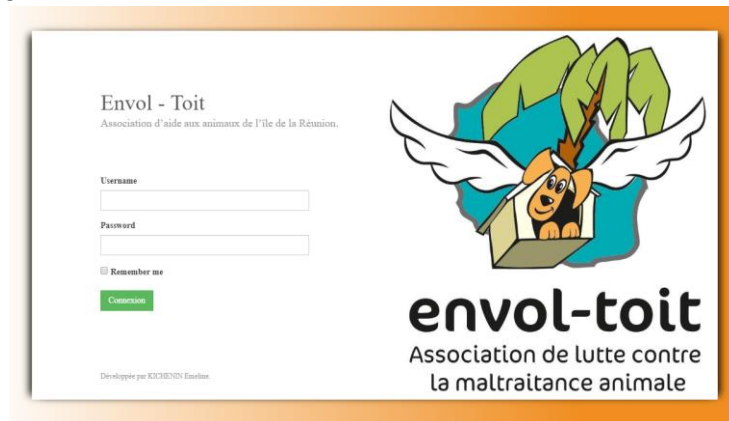 Envol - Toit
Association d'aide aux animaux de l'île de la Réunion.
Username
Password
Remember me
Connexion
Développée par KICHENIN Emeline.
envol-toit
Association de lutte contre
la maltraitance animale